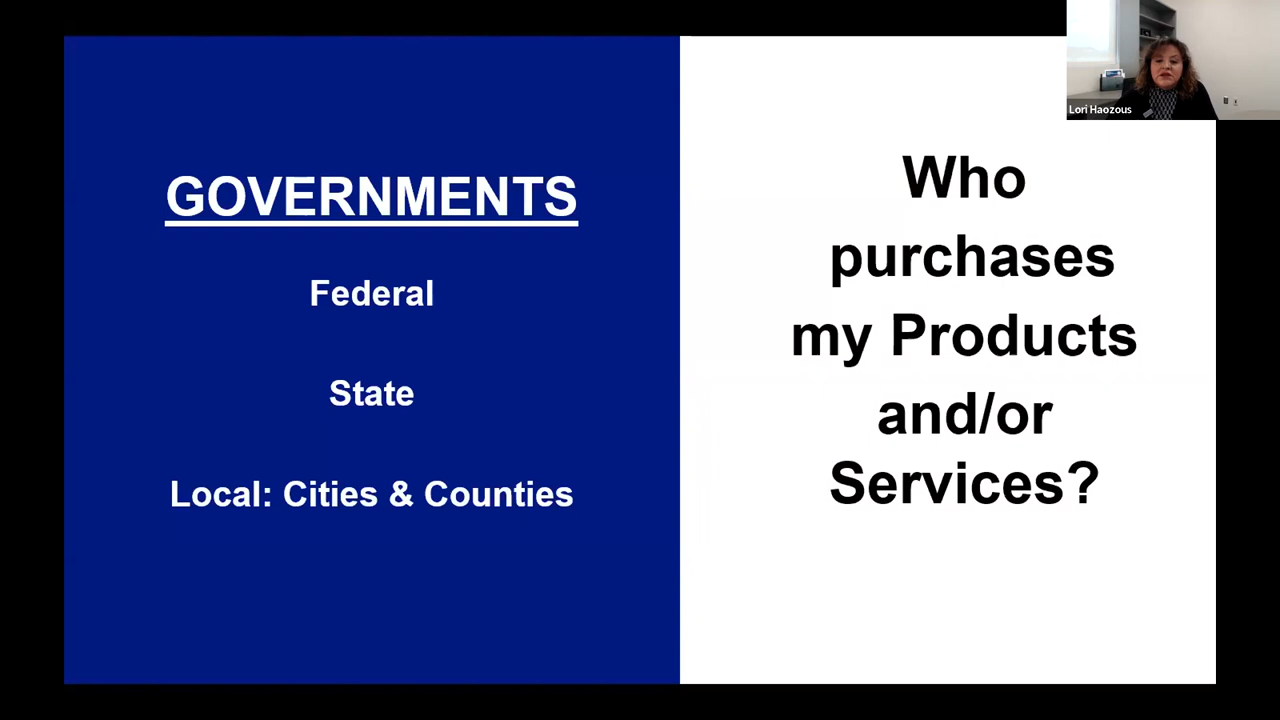 GOVERNMENTS
Federal
State
Local: Cities & Counties
Who
purchases
my Products
and/or
Services?
Lori Haozous